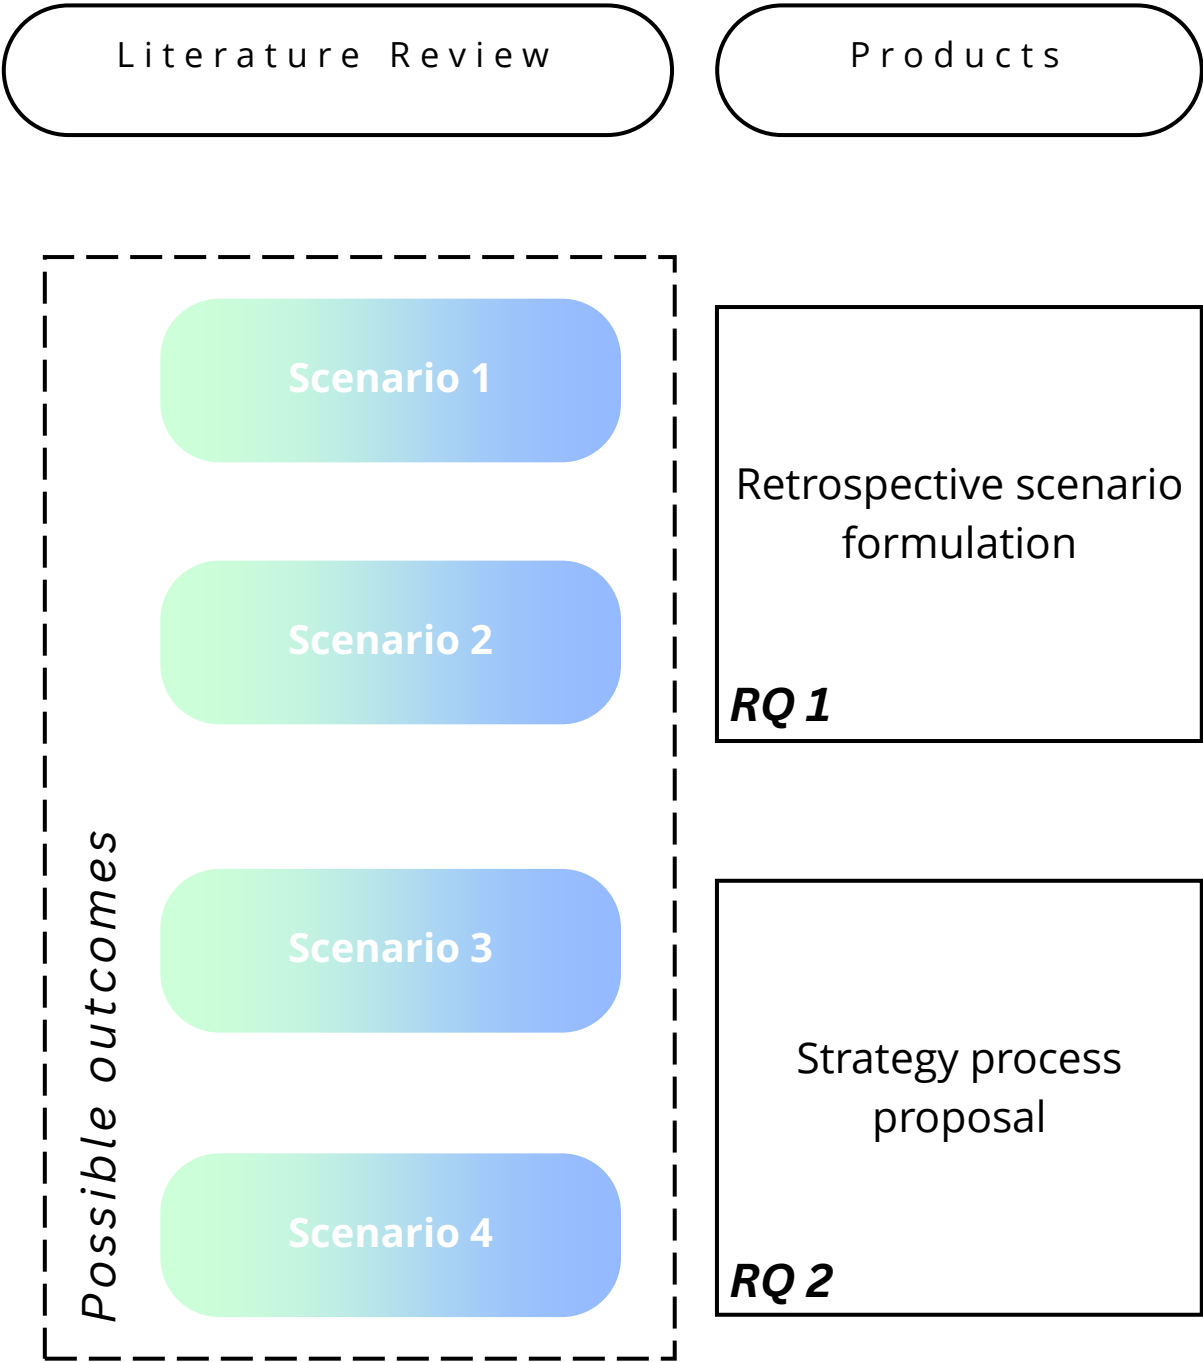 Literature Review
Products
Scenario 1
Scenario 2
Scenario 3
Scenario 4
Possible outcomes
Retrospective scenario
formulation
RQ 1
Strategy process
proposal
RQ 2